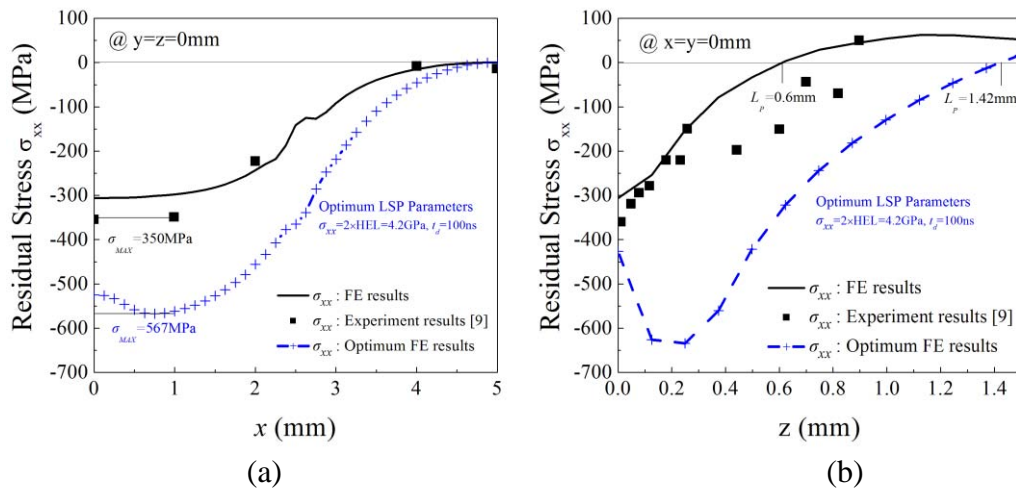 100
0
-100
-200
-300
-400
-500
-600
-700
Residual Stress σxx (MPa)
@ y=z=0mm
Optimum LSP Parameters
σxx=2×HEL=4.2GPa, td=100ns
σMAX=350MPa
σMAX=567MPa
σxx : FE results
σxx : Experiment results [9]
σxx : Optimum FE results
0 1 2 3 4 5
x (mm)
(a)
100
0
-100
-200
-300
-400
-500
-600
-700
Residual Stress σxx (MPa)
@ x=y=0mm
LP=0.6mm
LP=1.42mm
Optimum LSP Parameters
σxx=2×HEL=4.2GPa, td=100ns
σxx : FE results
σxx : Experiment results [9]
σxx : Optimum FE results
0.0 0.2 0.4 0.6 0.8 1.0 1.2 1.4
z (mm)
(b)